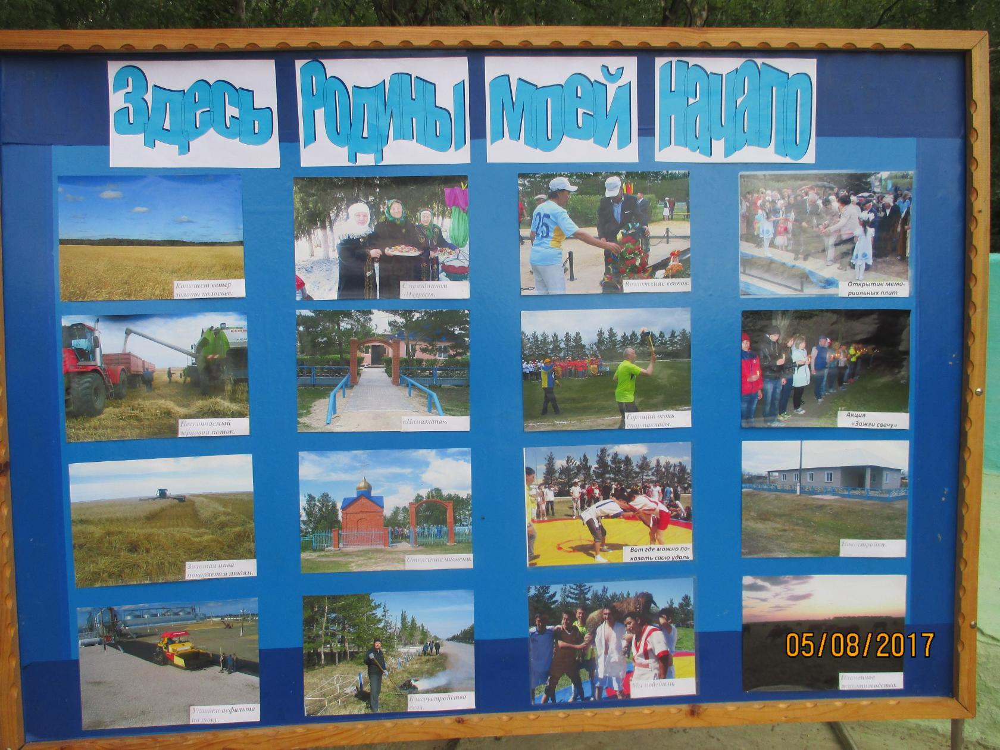 Здесь Родины моей начало
Колышет ветер
золото колосьев.
С праздником
«Наурыз».
Возложение венков.
Открытие мемо-
риальных плит
25
Нескончаемый
зерновой поток.
«Намазхана».
Горящий огонь
спартакиады.
Акция
«Зажги свечу»
Золотая нива
покоряется людям.
Открытие часовни.
Вот где можно по-
казать свою удаль
Новостройки.
Укладка асфальта
на току.
Благоустройство
села.
Мы победили.
Племенное
животноводство.
05/08/2017